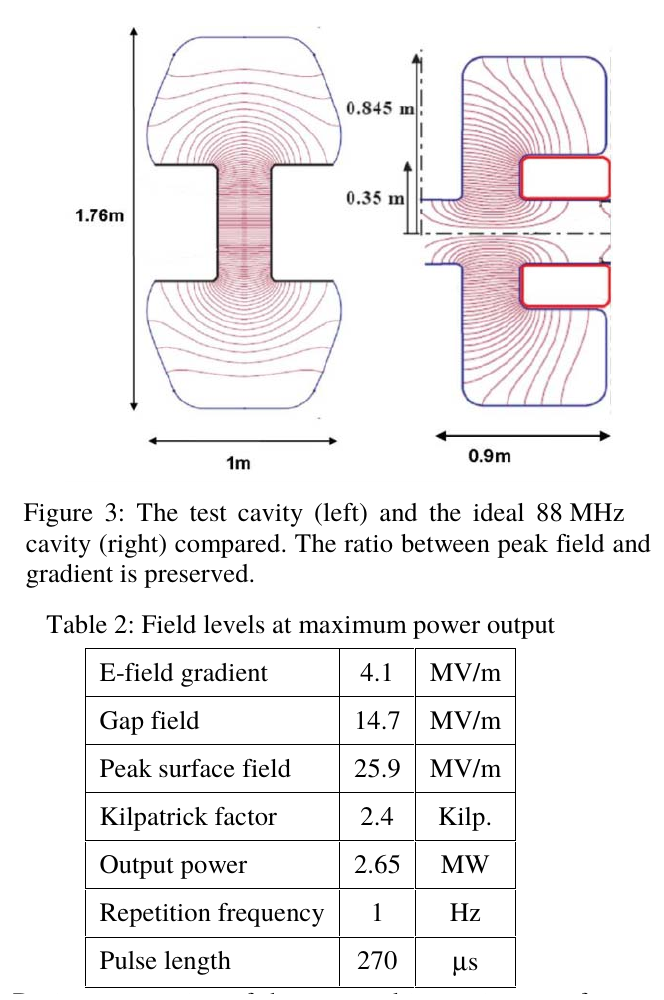 0.845 m
0.35 m
1.76m
1m
0.9m
Figure 3: The test cavity (left) and the ideal 88 MHz
cavity (right) compared. The ratio between peak field and
gradient is preserved.
Table 2: Field levels at maximum power output
E-field gradient 4.1 MV/m
Gap field 14.7 MV/m
Peak surface field 25.9 MV/m
Kilpatrick factor 2.4 Kilp.
Output power 2.65 MW
Repetition frequency 1 Hz
Pulse length 270 μs